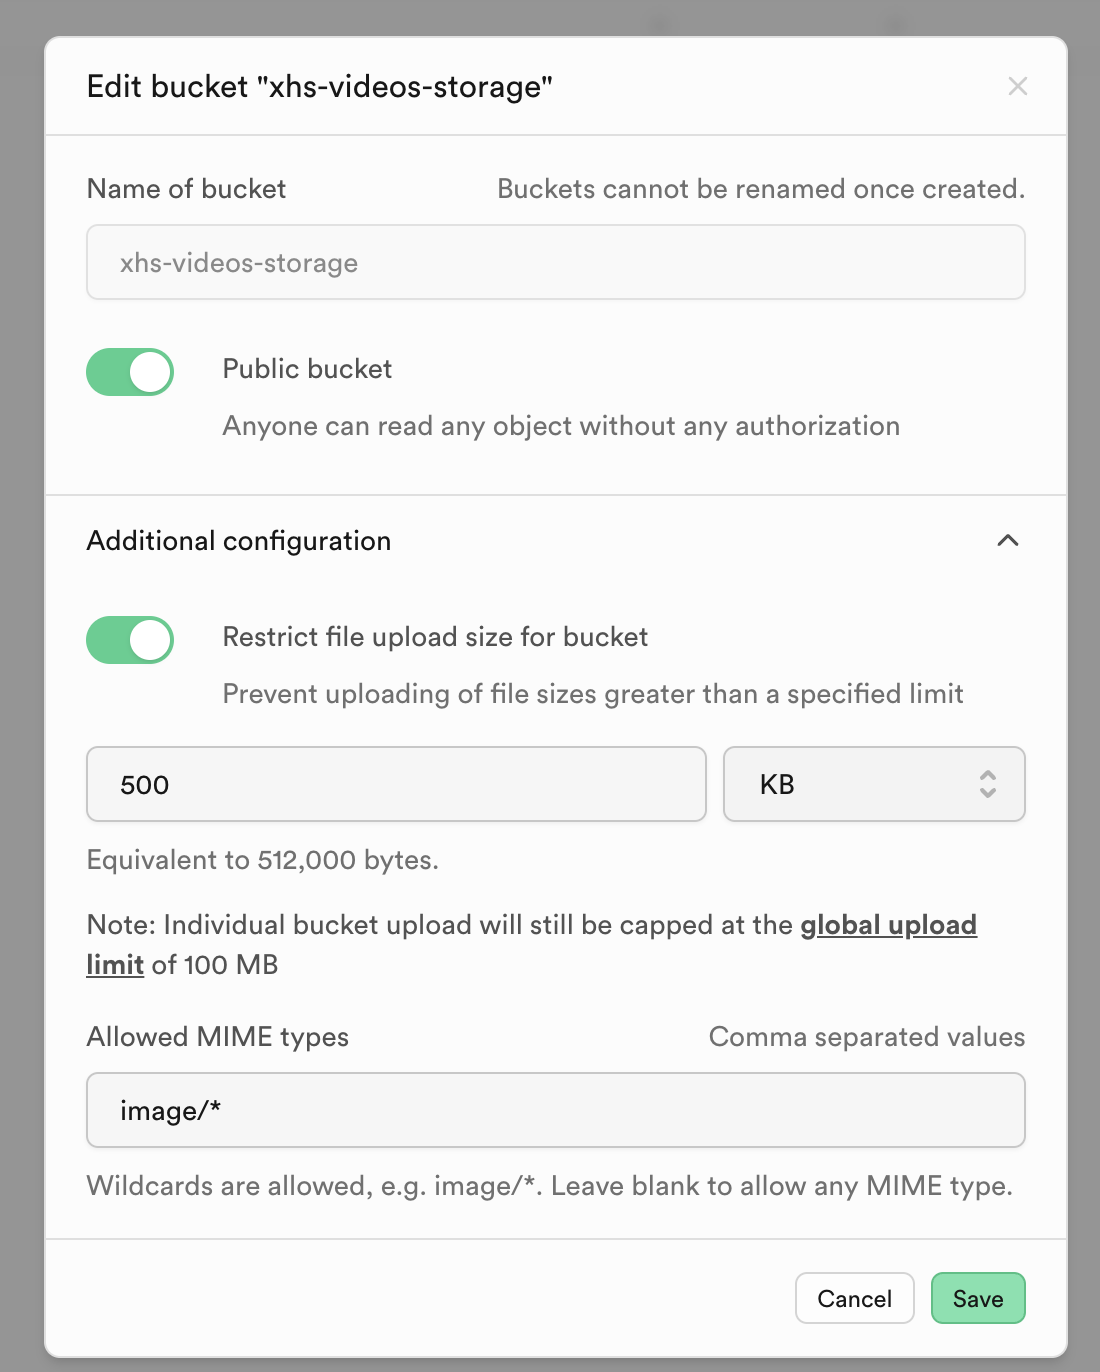 Edit bucket "xhs-videos-storage"
Name of bucket
Buckets cannot be renamed once created.
xhs-videos-storage
Public bucket
Anyone can read any object without any authorization
Additional configuration
Restrict file upload size for bucket
Prevent uploading of file sizes greater than a specified limit
500
KB
Equivalent to 512,000 bytes.
Note: Individual bucket upload will still be capped at the global upload
limit of 100 MB
Allowed MIME types
Comma separated values
image/*
Wildcards are allowed, e.g. image/*. Leave blank to allow any MIME type.
Cancel
Save